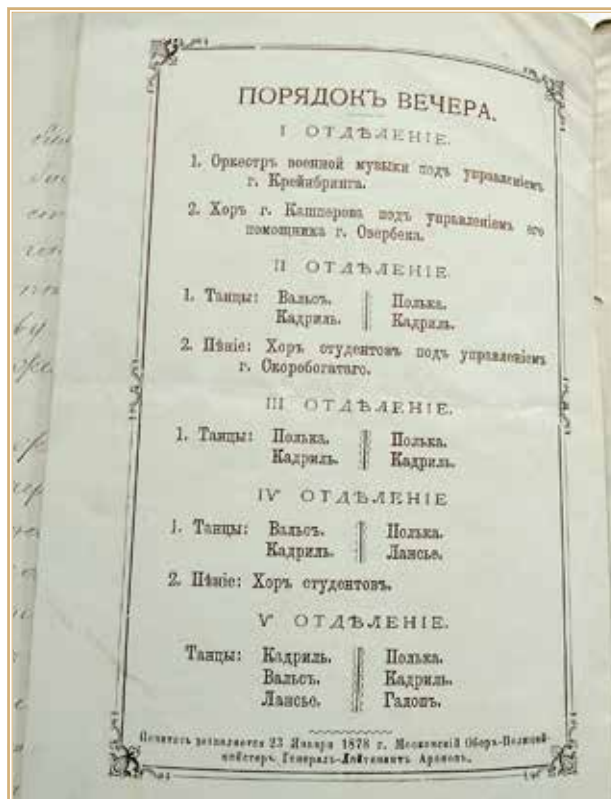 ПОРЯДОКЪ ВЕЧЕРА.
I ОТДѢЛЕНІЕ.
1. Оркестръ военной музыки подъ управленіемъ
г. Крейнбринга.
2. Хоръ г. Кашперова подъ управленіемъ его
помощника г. Озербека.
II ОТДѢЛЕНІЕ.
1. Танцы: Вальсъ. Полька.
Кадриль. Кадриль.
2. Пѣніе: Хоръ студентовъ подъ управленіемъ
г. Скоробогатаго.
III ОТДѢЛЕНІЕ.
1. Танцы: Полька. Полька.
Кадриль. Кадриль.
IV ОТДѢЛЕНІЕ
1. Танцы: Вальсъ. Полька.
Кадриль. Лансье.
2. Пѣніе: Хоръ студентовъ.
V ОТДѢЛЕНІЕ.
Танцы: Кадриль. Полька.
Вальсъ. Кадриль.
Лансье. Галопъ.
Печатать дозволяется 23 Января 1878 г. Московскій Оберъ-Полицей-
мейстеръ Генералъ-Лейтенантъ Араповъ.